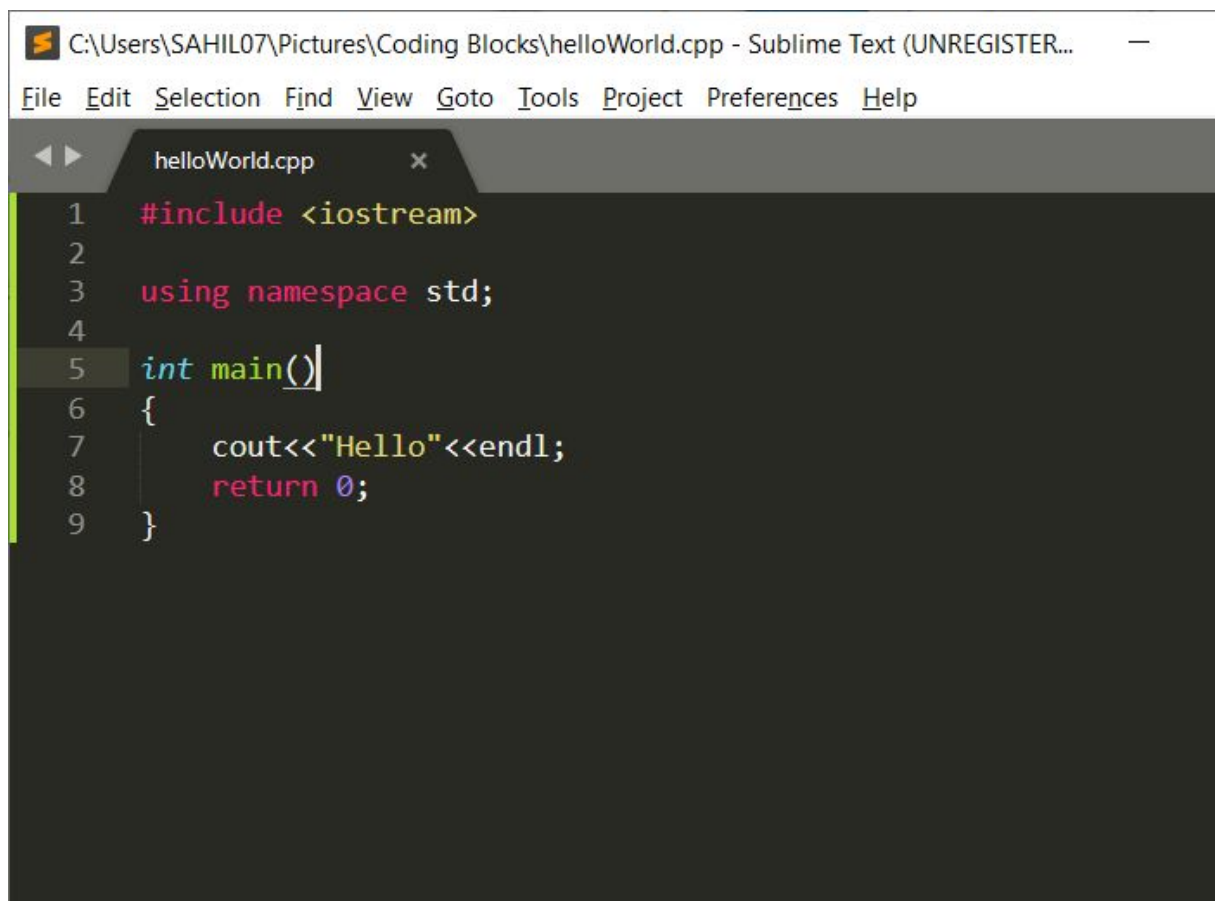 C:\Users\SAHIL07\Pictures\Coding Blocks\helloWorld.cpp - Sublime Text (UNREGISTER...
File Edit Selection Find View Goto Tools Project Preferences Help
helloWorld.cpp
1 #include <iostream>
2
3 using namespace std;
4
5 int main()
6 {
7     cout<<"Hello"<<endl;
8     return 0;
9 }